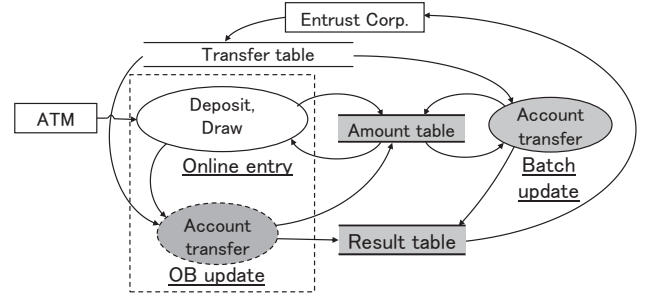 Entrust Corp.
Transfer table
ATM
Deposit,
Draw
Online entry
Amount table
Account
transfer
Batch
update
Account
transfer
OB update
Result table